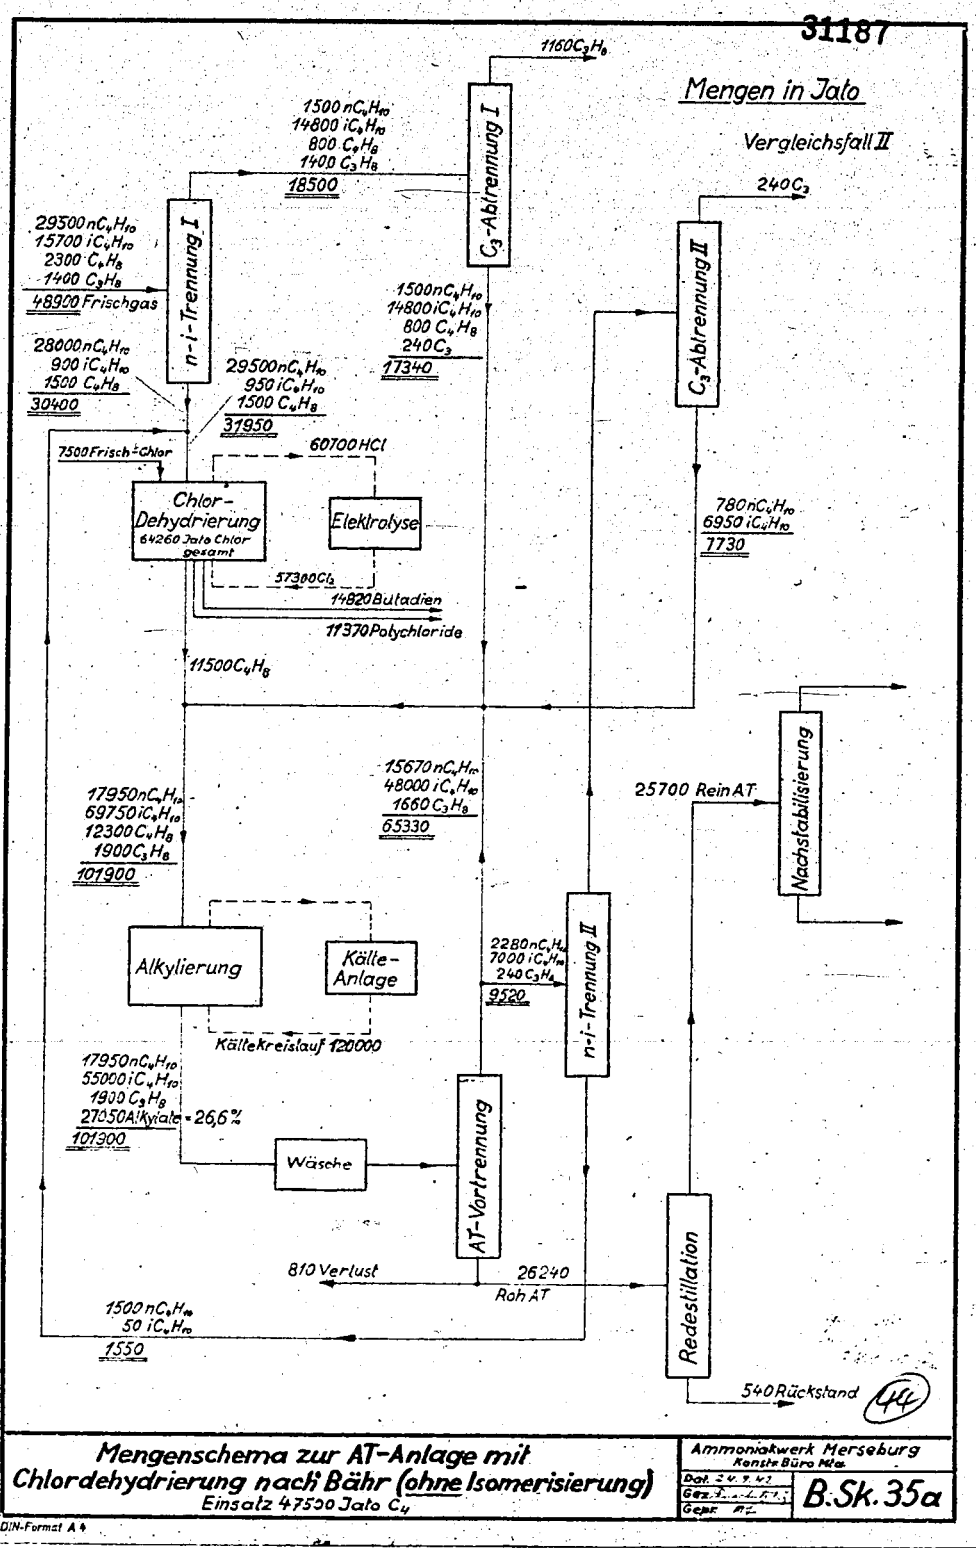 31187
1160 C₃H₈
Mengen in Jato
Vergleichsfall II
1500 nC₄H₁₀
14800 iC₄H₁₀
800 C₄H₈
1400 C₃H₈
18500
C₃-Abtrennung I
240 C₃
29300 nC₄H₁₀
15700 iC₄H₁₀
2300 C₄H₈
1400 C₃H₈
48900 Frischgas
n-i-Trennung I
C₃-Abtrennung II
1500 nC₄H₁₀
14800 iC₄H₁₀
800 C₄H₈
240 C₃
17340
28000 nC₄H₁₀
900 iC₄H₁₀
1500 C₄H₈
30400
29500 nC₄H₁₀
950 iC₄H₁₀
1500 C₄H₈
31950
7500 Frisch-Chlor
60700 HCl
Chlor-
Dehydrierung
64260 Jato Chlor
gesamt
Elektrolyse
780 nC₄H₁₀
6950 iC₄H₁₀
7730
57300 Cl₂
14820 Butadien
11370 Polychloride
11500 C₄H₈
15670 nC₄H₁₀
48000 iC₄H₁₀
1660 C₃H₈
65330
25700 Rein AT
Nachstabilisierung
17950 nC₄H₁₀
69750 iC₄H₁₀
12300 C₄H₈
1900 C₃H₈
101900
Alkylierung
Kälte-
Anlage
Kältekreislauf 120000
2280 nC₄H₁₀
7000 iC₄H₁₀
240 C₃H₈
9520
n-i-Trennung II
17950 nC₄H₁₀
55000 iC₄H₁₀
1900 C₃H₈
27050 Alkylate = 26,6%
101900
Wäsche
AT-Vortrennung
810 Verlust
26240
Roh AT
Redestillation
1500 nC₄H₁₀
50 iC₄H₁₀
1550
540 Rückstand
44
Mengenschema zur AT-Anlage mit
Chlordehydrierung nach Bähr (ohne Isomerisierung)
Einsatz 47500 Jato C₄
Ammoniakwerk Merseburg
Konstr. Büro
Dat.
Gez.
Gepr.
B.Sk. 35a
DIN-Format A4